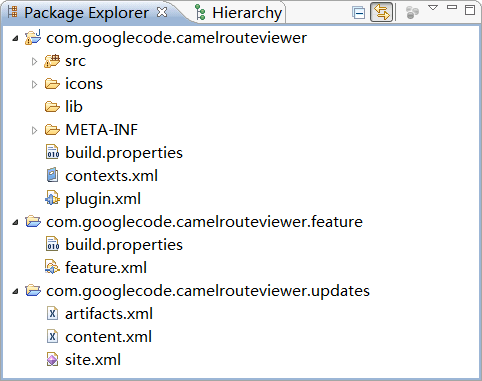 Package Explorer Hierarchy
com.googlecode.camelrouteviewer
src
icons
lib
META-INF
build.properties
contexts.xml
plugin.xml
com.googlecode.camelrouteviewer.feature
build.properties
feature.xml
com.googlecode.camelrouteviewer.updates
artifacts.xml
content.xml
site.xml